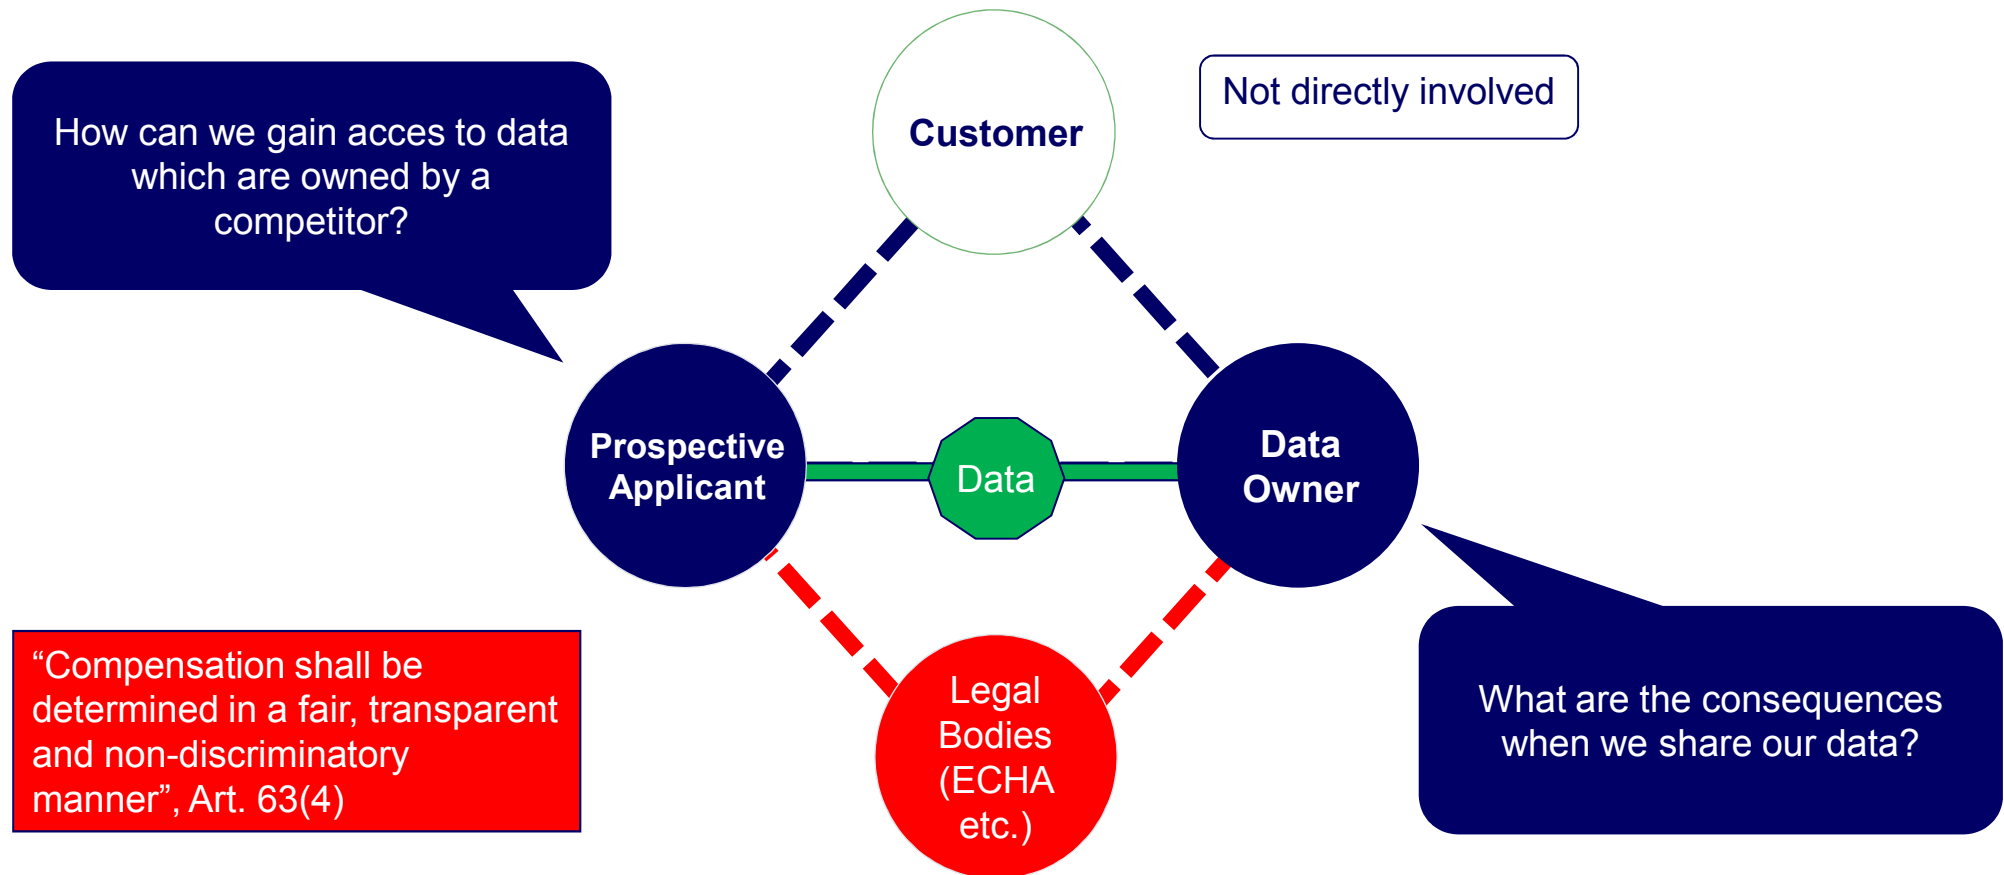 Customer
Not directly involved
How can we gain acces to data
which are owned by a
competitor?
Prospective
Applicant
Data
Data
Owner
“Compensation shall be
determined in a fair, transparent
and non-discriminatory
manner”, Art. 63(4)
Legal
Bodies
(ECHA
etc.)
What are the consequences
when we share our data?